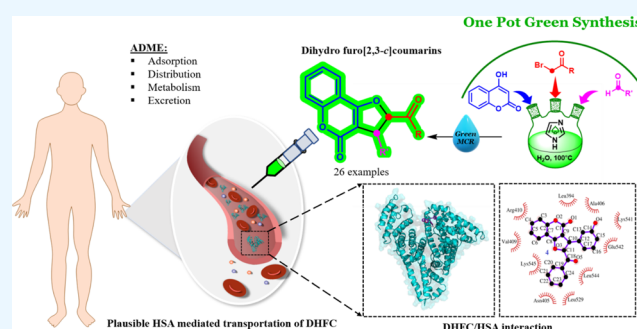 One Pot Green Synthesis
ADME:
▪ Adsorption
▪ Distribution
▪ Metabolism
▪ Excretion
Dihydro furo[2,3-c]coumarins
O
O
O
O
R
R'
26 examples
Green
MCR
OH
O
O
Br
O
R
O
H
R'
N
N
H
H₂O, 100°C
Leu394
Ala406
Arg410
Lys541
Val409
Glu542
Lys545
Leu544
Asn405
Leu529
Plausible HSA mediated transportation of DHFC
DHFC/HSA interaction